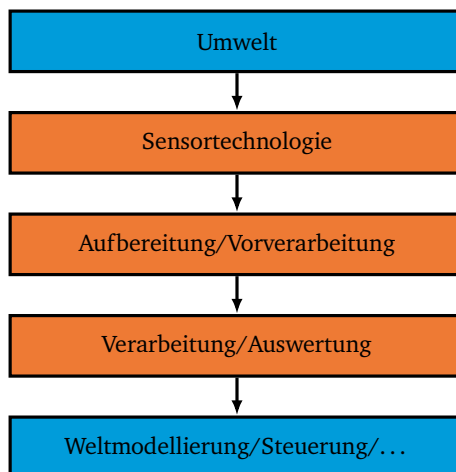 Umwelt
Sensortechnologie
Aufbereitung/Vorverarbeitung
Verarbeitung/Auswertung
Weltmodellierung/Steuerung/...